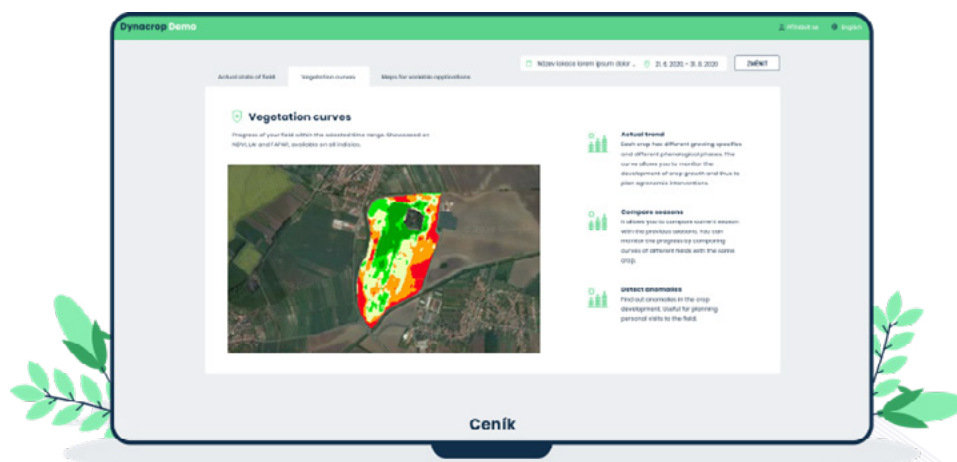 Dynacrop Demo
Přihlásit se
English
Název lokace lorem ipsum dolor ...
21. 6. 2020 - 31. 8. 2020
ZMĚNIT
Actual state of field
Vegetation curves
Maps for variable applications
Vegetation curves
Progress of your field within the selected time range. Showcased on
NDVI, LAI and FAPAR, available on all indicies.
Actual trend
Each crop has different growing specifics
and different phenological phases. The
curve allows you to monitor the
development of crop growth and thus to
plan agronomic interventions.
Compare seasons
It allows you to compare current season
with the previous seasons. You can
monitor the progress by comparing
curves of different fields with the same
crop.
Detect anomalies
Find out anomalies in the crop
development. Useful for planning
personal visits to the field.
Ceník